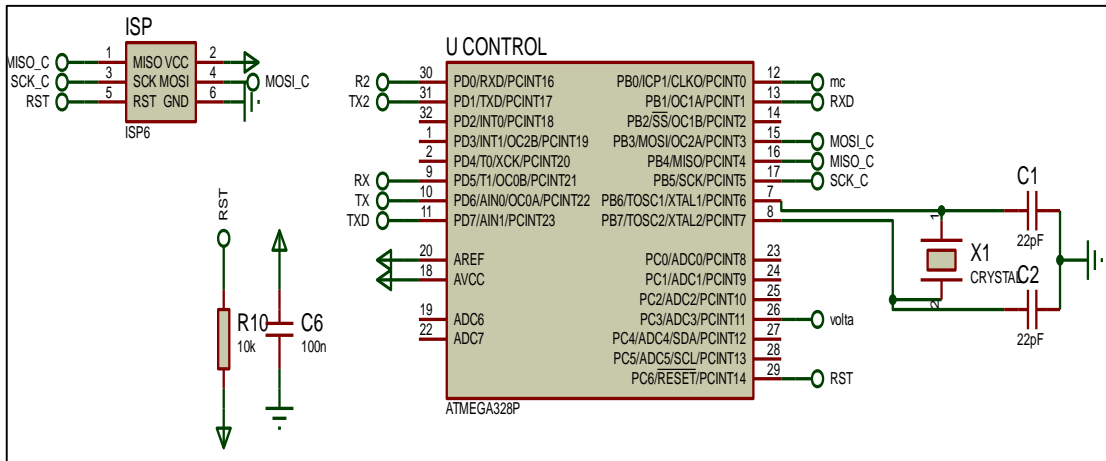 ISP
MISO_C 1 MISO VCC 2
SCK_C 3 SCK MOSI 4 MOSI_C
RST 5 RST GND 6
ISP6
RST
R10
10k
C6
100n
U CONTROL
R2 30 PD0/RXD/PCINT16
TX2 31 PD1/TXD/PCINT17
32 PD2/INT0/PCINT18
1 PD3/INT1/OC2B/PCINT19
2 PD4/T0/XCK/PCINT20
RX 9 PD5/T1/OC0B/PCINT21
TX 10 PD6/AIN0/OC0A/PCINT22
TXD 11 PD7/AIN1/PCINT23
20 AREF
18 AVCC
19 ADC6
22 ADC7
PB0/ICP1/CLKO/PCINT0 12 mc
PB1/OC1A/PCINT1 13 RXD
PB2/SS/OC1B/PCINT2 14
PB3/MOSI/OC2A/PCINT3 15 MOSI_C
PB4/MISO/PCINT4 16 MISO_C
PB5/SCK/PCINT5 17 SCK_C
PB6/TOSC1/XTAL1/PCINT6 7
PB7/TOSC2/XTAL2/PCINT7 8
PC0/ADC0/PCINT8 23
PC1/ADC1/PCINT9 24
PC2/ADC2/PCINT10 25
PC3/ADC3/PCINT11 26 volta
PC4/ADC4/SDA/PCINT12 27
PC5/ADC5/SCL/PCINT13 28
PC6/RESET/PCINT14 29 RST
ATMEGA328P
C1
22pF
1
X1
CRYSTAL
2
C2
22pF